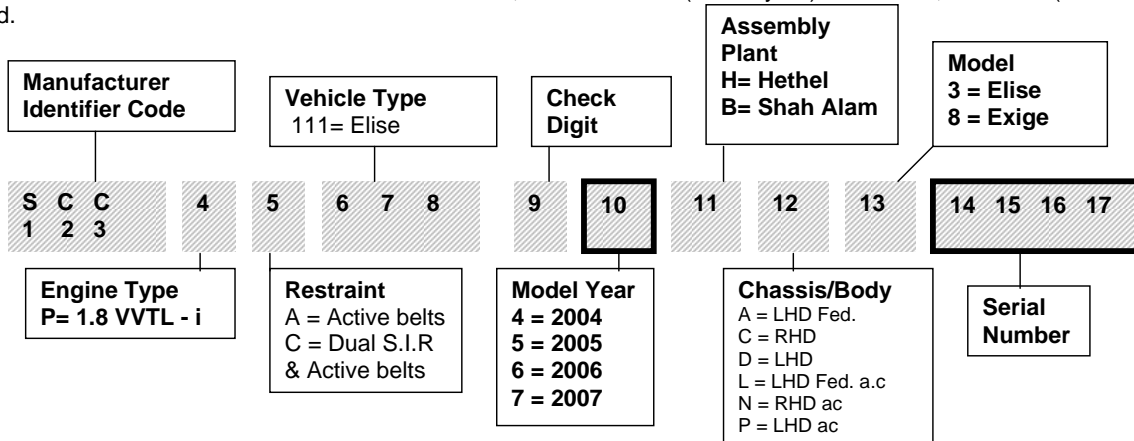 d.
Manufacturer
Identifier Code
Vehicle Type
111= Elise
Check
Digit
Assembly
Plant
H= Hethel
B= Shah Alam
Model
3 = Elise
8 = Exige
S C C 4 5 6 7 8 9 10 11 12 13 14 15 16 17
1 2 3
Engine Type
P= 1.8 VVTL - i
Restraint
A = Active belts
C = Dual S.I.R
& Active belts
Model Year
4 = 2004
5 = 2005
6 = 2006
7 = 2007
Chassis/Body
A = LHD Fed.
C = RHD
D = LHD
L = LHD Fed. a.c
N = RHD ac
P = LHD ac
Serial
Number